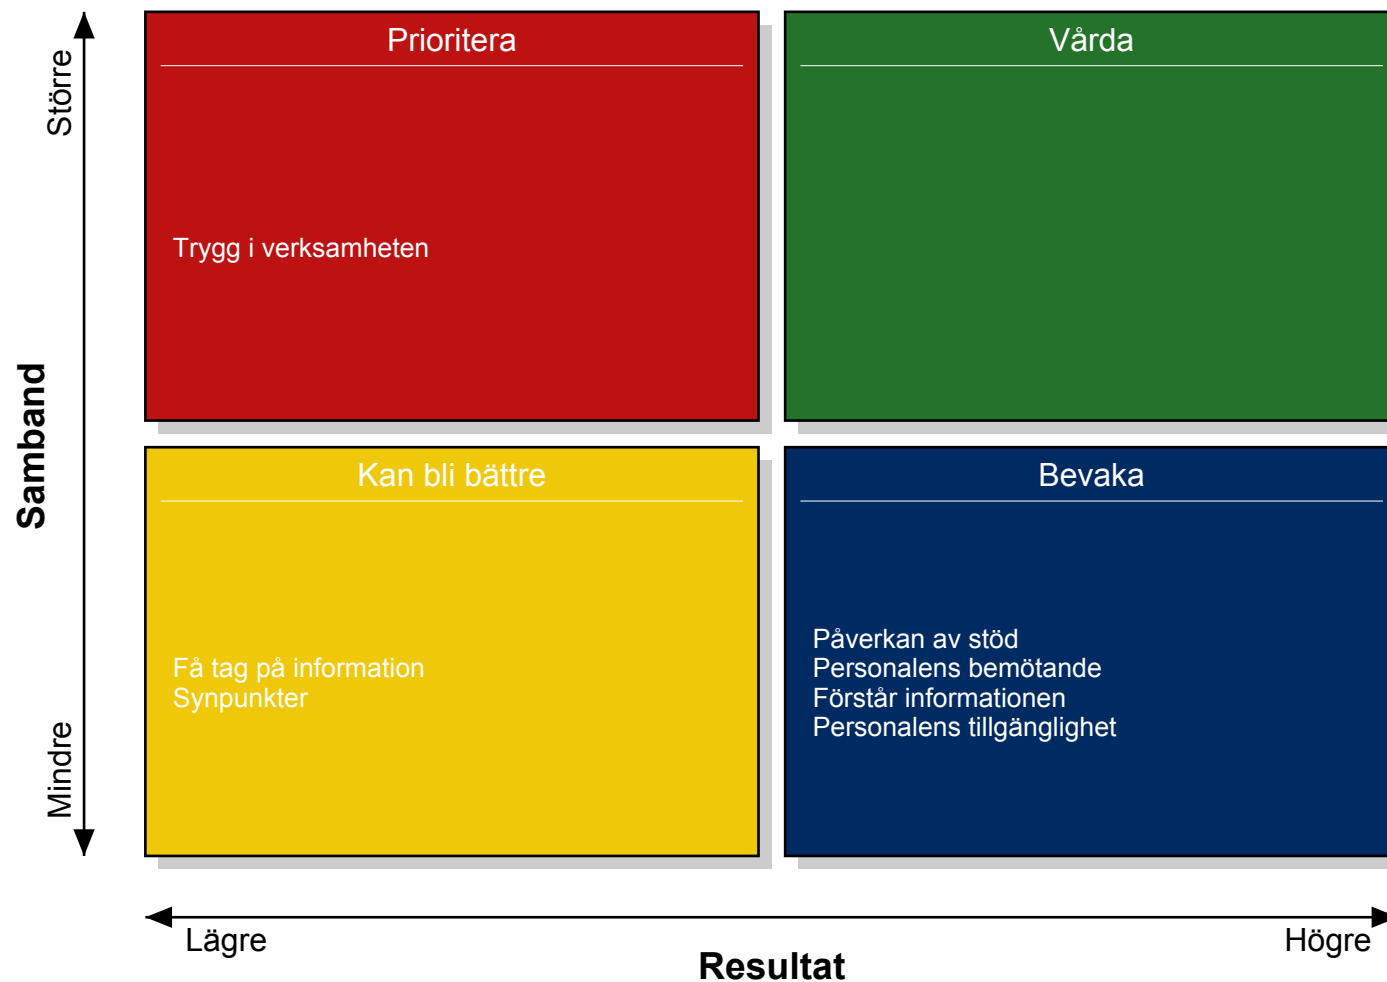 Större
Prioritera
Trygg i verksamheten
Vårda
Samband
Kan bli bättre
Få tag på information
Synpunkter
Bevaka
Påverkan av stöd
Personalens bemötande
Förstår informationen
Personalens tillgänglighet
Mindre
Lägre
Högre
Resultat